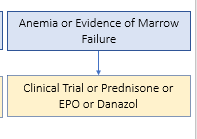 Anemia or Evidence of Marrow
Failure
Clinical Trial or Prednisone or
EPO or Danazol